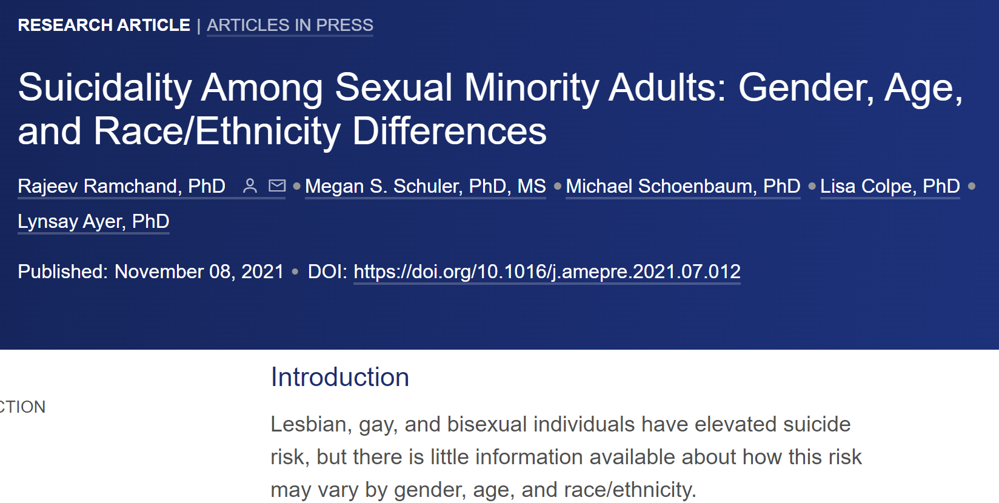 RESEARCH ARTICLE | ARTICLES IN PRESS
Suicidality Among Sexual Minority Adults: Gender, Age,
and Race/Ethnicity Differences
Rajeev Ramchand, PhD • Megan S. Schuler, PhD, MS • Michael Schoenbaum, PhD • Lisa Colpe, PhD •
Lynsay Ayer, PhD
Published: November 08, 2021 • DOI: https://doi.org/10.1016/j.amepre.2021.07.012
Introduction
CTION
Lesbian, gay, and bisexual individuals have elevated suicide
risk, but there is little information available about how this risk
may vary by gender, age, and race/ethnicity.